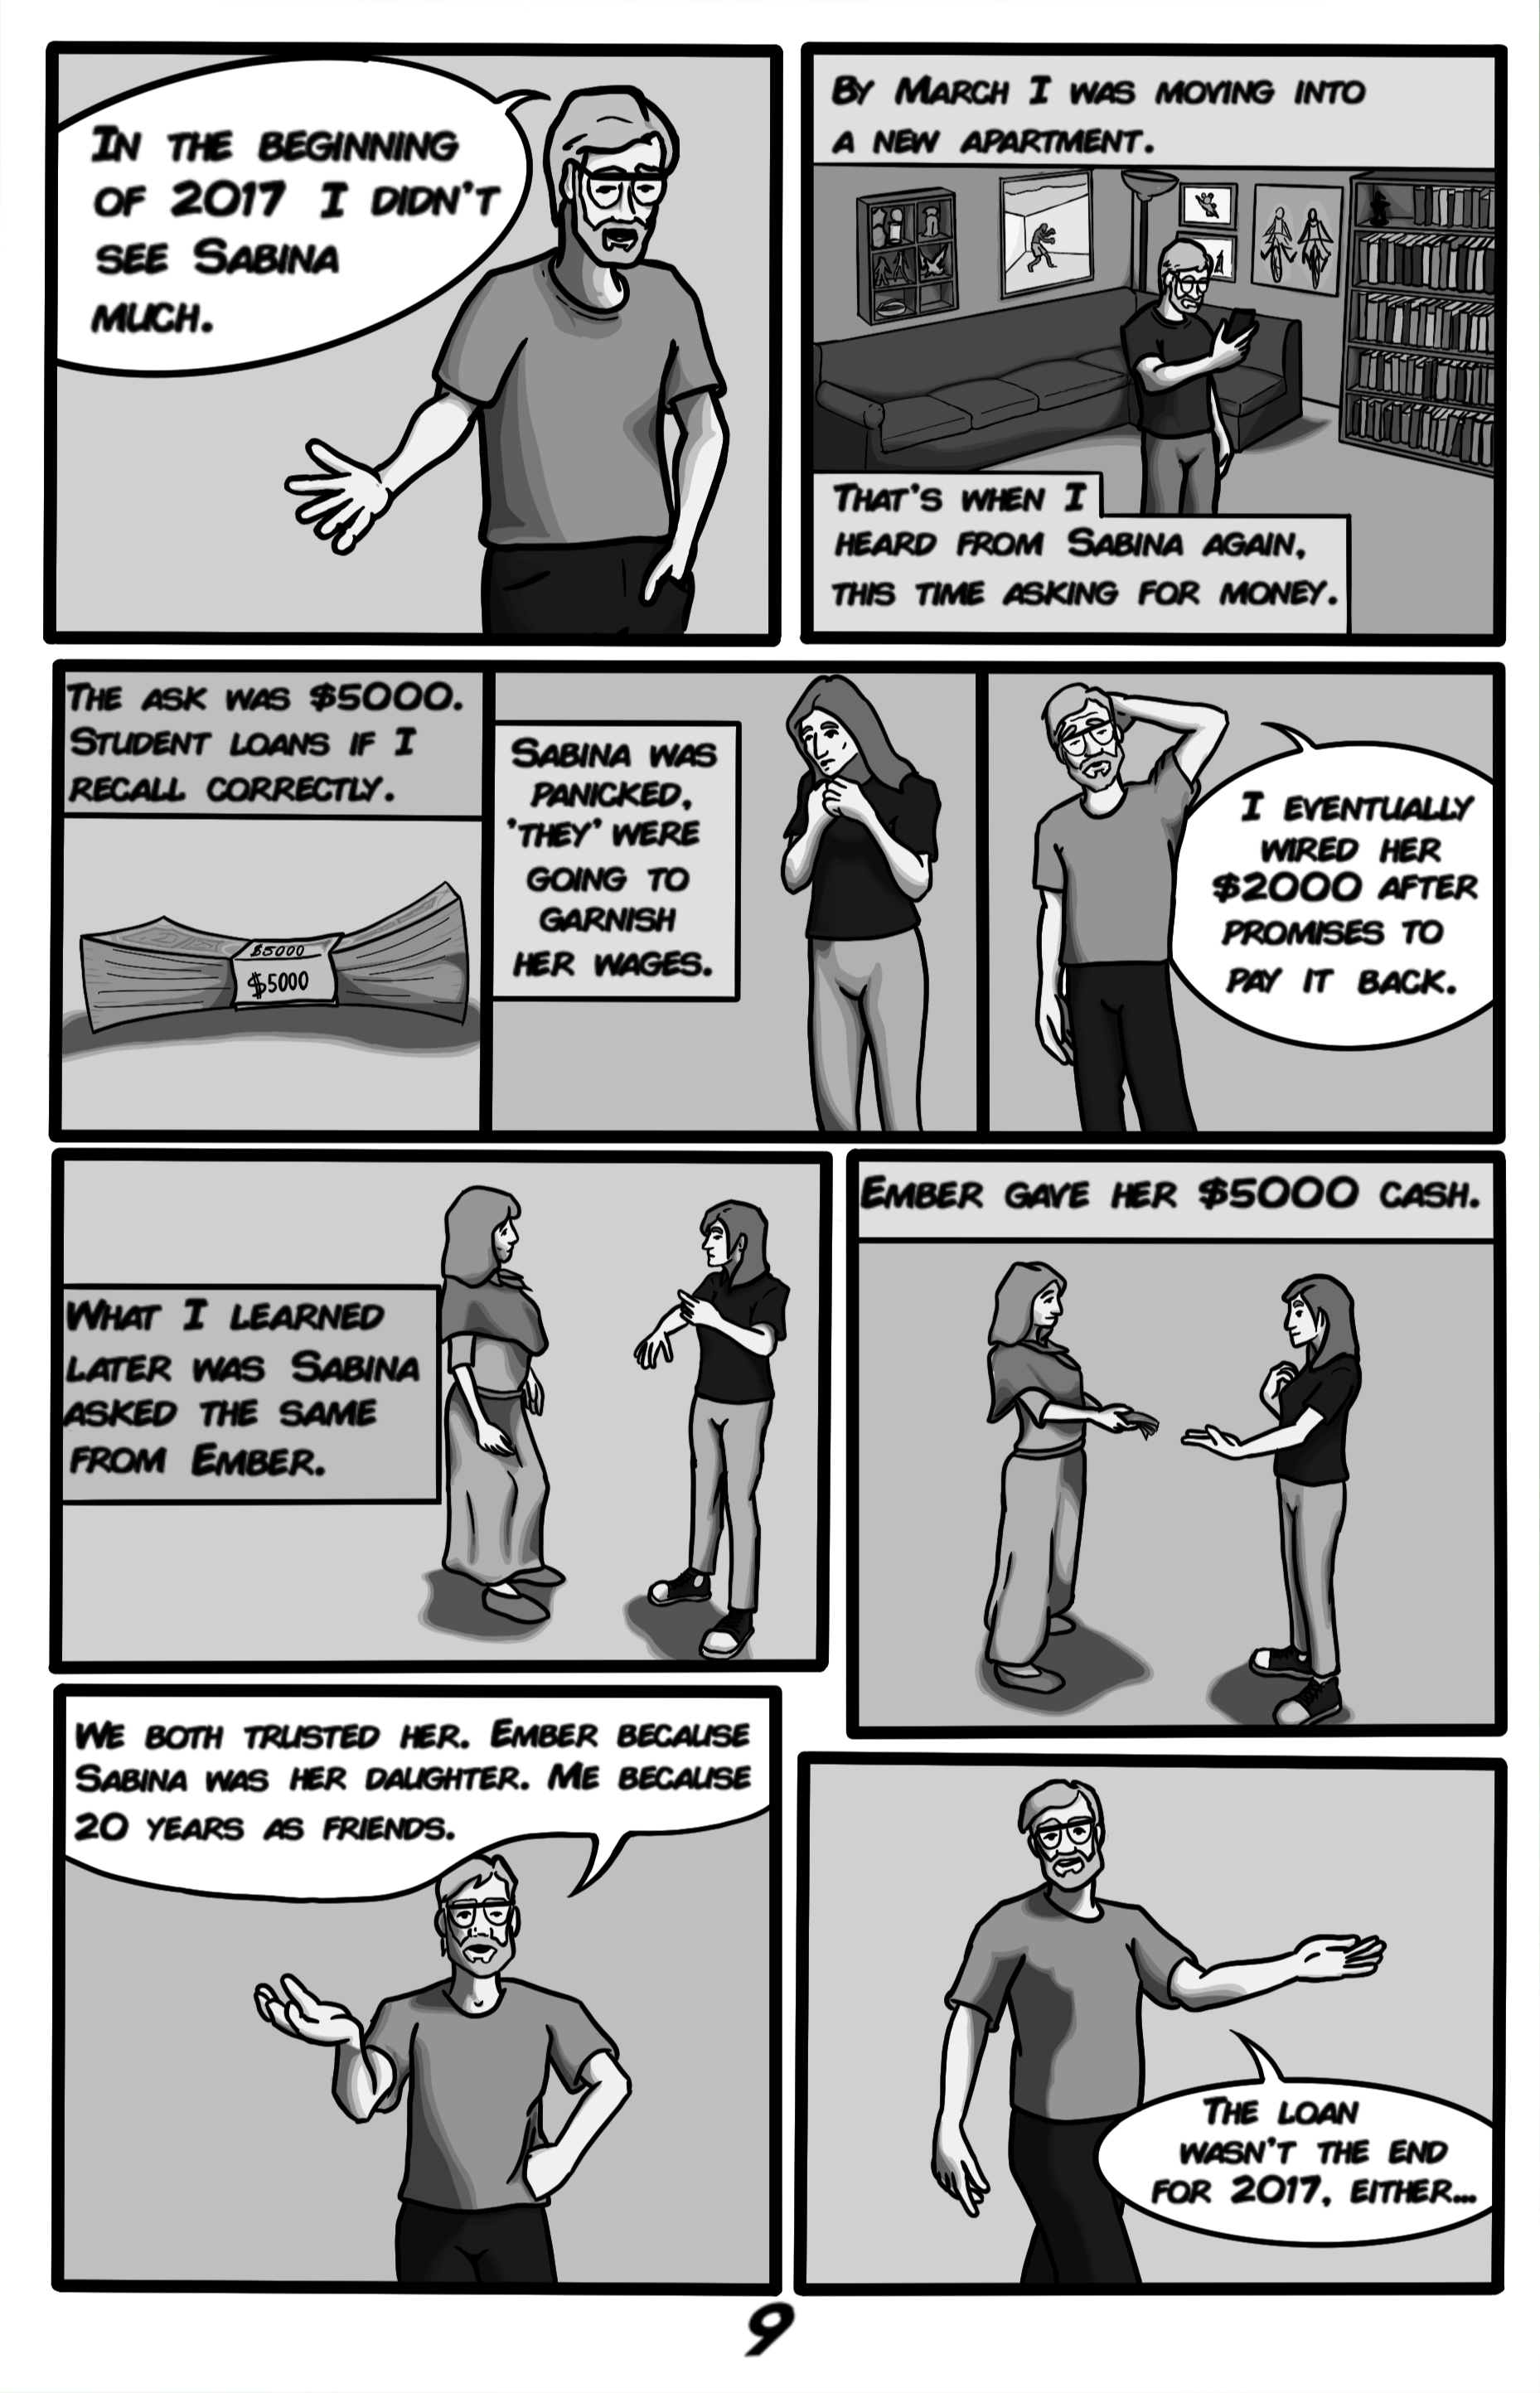 In the beginning
of 2017 I didn't
see Sabina
much.
By March I was moving into
a new apartment.
That's when I
heard from Sabina again,
this time asking for money.
The ask was $5000.
Student loans if I
recall correctly.
$5000
$5000
Sabina was
panicked,
'they' were
going to
garnish
her wages.
I eventually
wired her
$2000 after
promises to
pay it back.
What I learned
later was Sabina
asked the same
from Ember.
Ember gave her $5000 cash.
We both trusted her. Ember because
Sabina was her daughter. Me because
20 years as friends.
The loan
wasn't the end
for 2017, either...
9